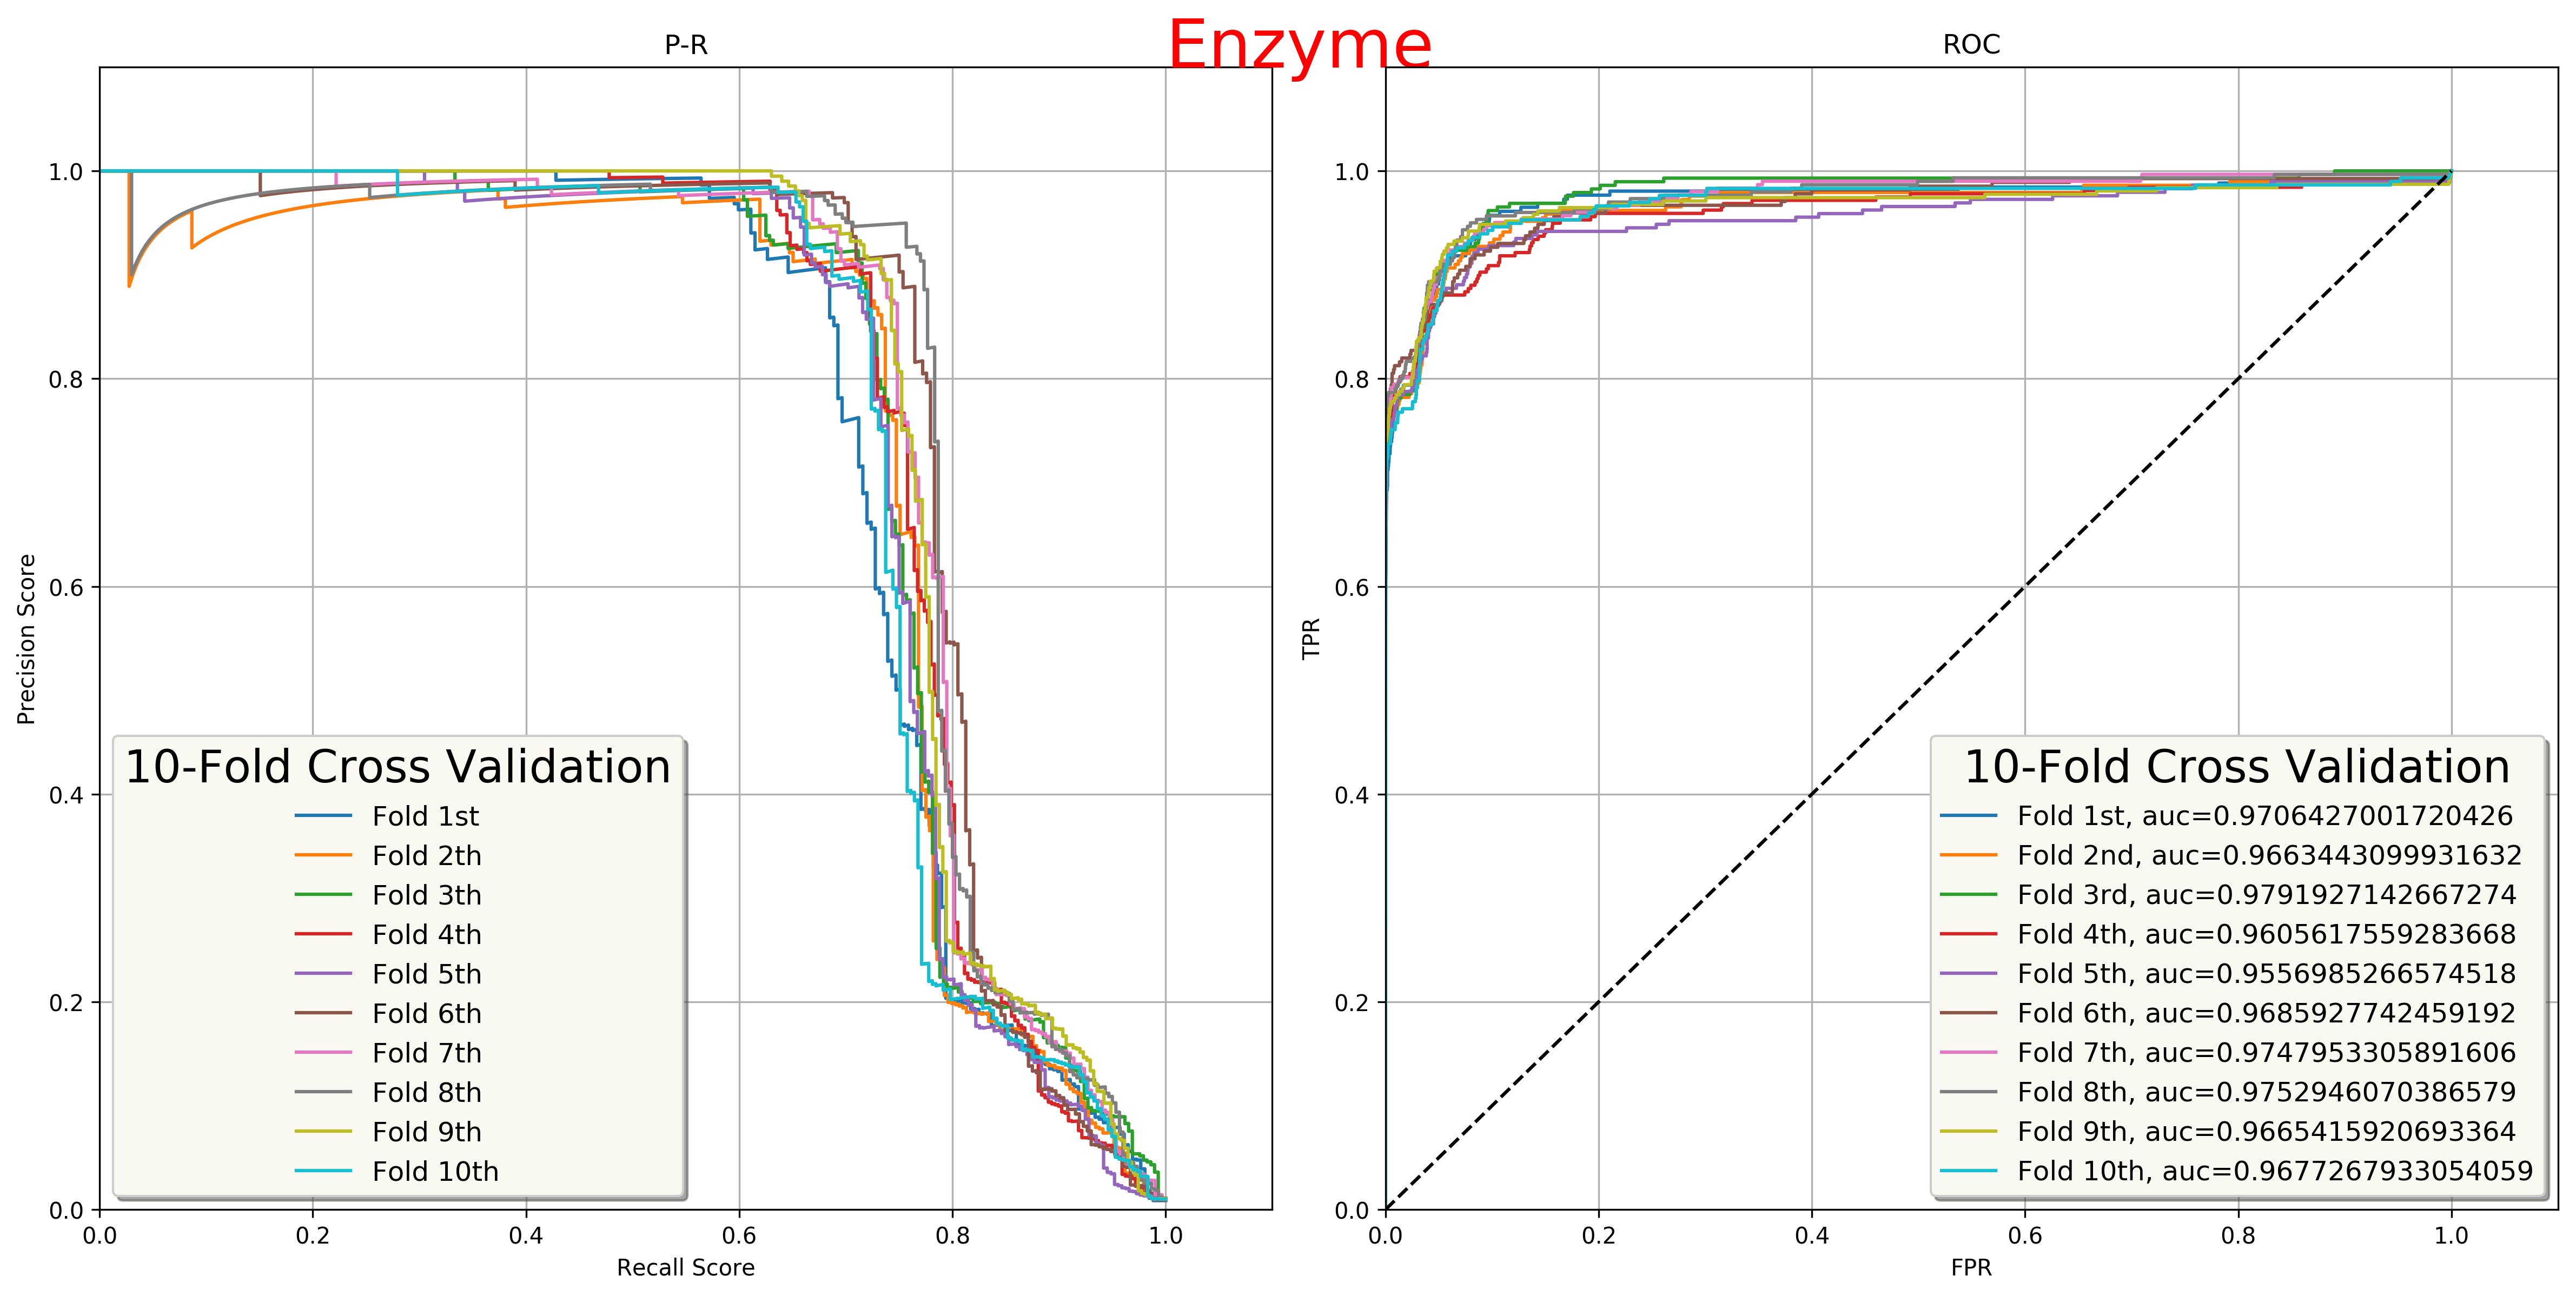 Enzyme
P-R
1.0
0.8
0.6
0.4
0.2
0.0
Precision Score
10-Fold Cross Validation
Fold 1st
Fold 2th
Fold 3th
Fold 4th
Fold 5th
Fold 6th
Fold 7th
Fold 8th
Fold 9th
Fold 10th
0.0 0.2 0.4 0.6 0.8 1.0
Recall Score
ROC
1.0
0.8
0.6
0.4
0.2
0.0
TPR
10-Fold Cross Validation
Fold 1st, auc=0.9706427001720426
Fold 2nd, auc=0.9663443099931632
Fold 3rd, auc=0.9791927142667274
Fold 4th, auc=0.9605617559283668
Fold 5th, auc=0.9556985266574518
Fold 6th, auc=0.9685927742459192
Fold 7th, auc=0.9747953305891606
Fold 8th, auc=0.9752946070386579
Fold 9th, auc=0.9665415920693364
Fold 10th, auc=0.9677267933054059
0.0 0.2 0.4 0.6 0.8 1.0
FPR